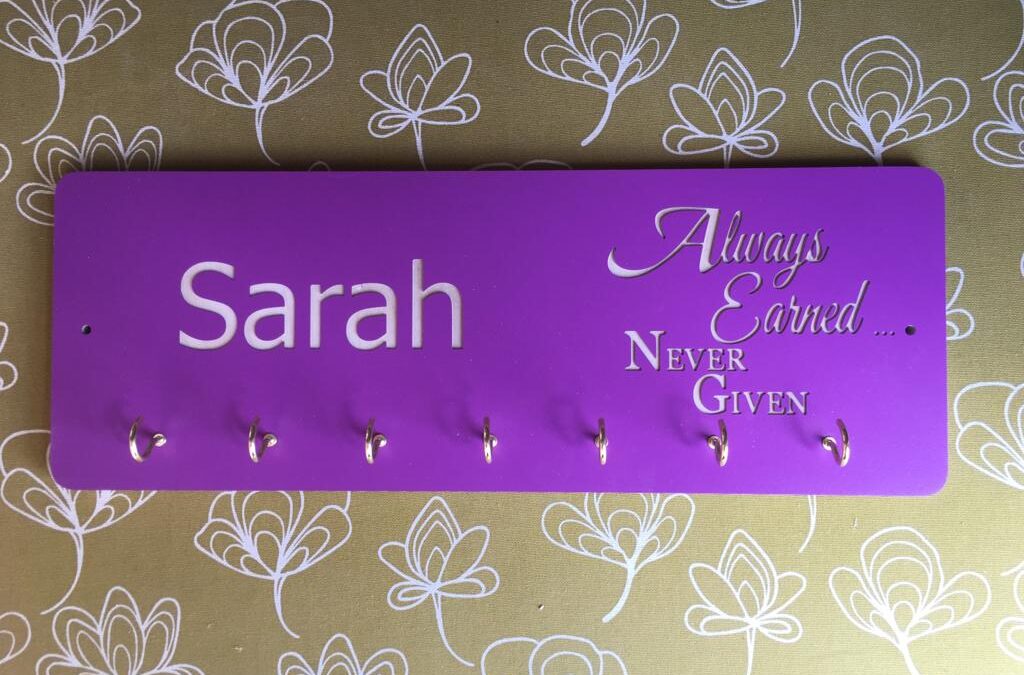 Sarah
Always
Earned ...
NEVER
GIVEN